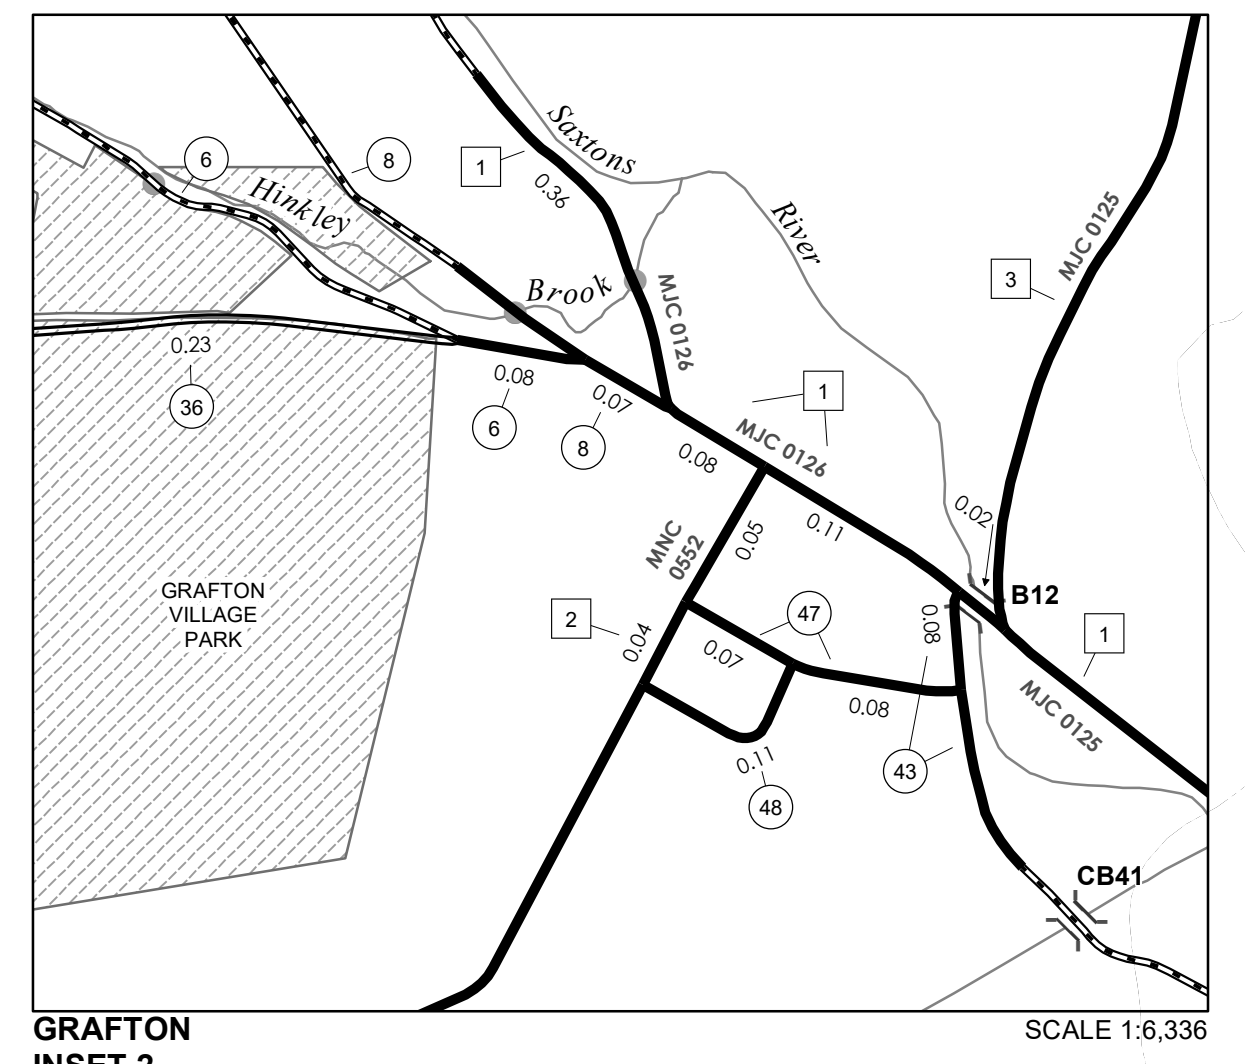 Saxtons
River
6
8
1
Hinkley
0.36
MJC 0125
3
Brook
MJC 0126
0.23
36
0.08
6
0.07
8
1
MJC 0126
0.08
0.11
0.02
MNC
0552
0.05
GRAFTON
VILLAGE
PARK
B12
47
2
0.04
0.07
0.08
1
MJC 0125
0.08
0.11
48
43
CB41
GRAFTON
SCALE 1:6,336
INSET 2